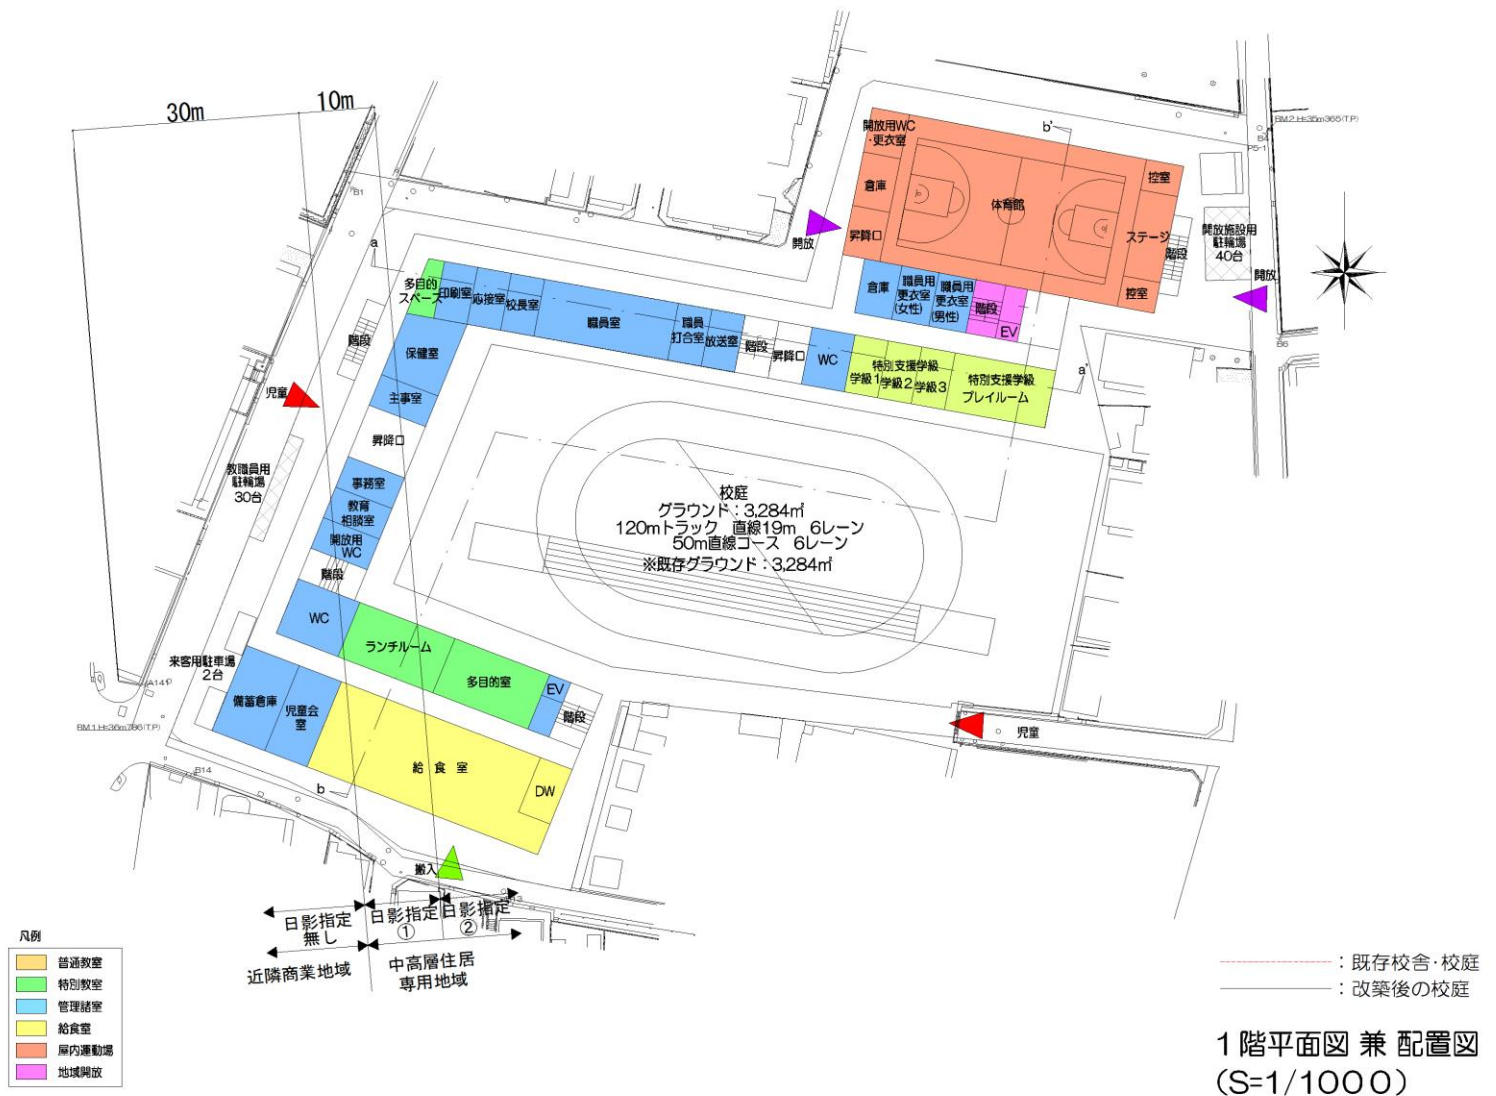 30m
10m
BM.2 H=35m365(T.P)
P5-1
B1
開放用WC
・更衣室
倉庫
昇降口
体育館
控室
ステージ
階段
控室
開放施設用
駐輪場
40台
開放
開放
b'
a
a'
B6
倉庫
職員用
更衣室
(女性)
職員用
更衣室
(男性)
階段
EV
多目的
スペース
印刷室
応接室
校長室
職員室
職員
打合室
放送室
階段
昇降口
WC
特別支援学級
学級1
学級2
学級3
特別支援学級
プレイルーム
階段
保健室
主事室
児童
昇降口
教職員用
駐輪場
30台
事務室
教育
相談室
開放用
WC
階段
校庭
グラウンド：3,284㎡
120mトラック 直線19m 6レーン
50m直線コース 6レーン
※既存グラウンド：3,284㎡
WC
ランチルーム
多目的室
EV
階段
来客用駐車場
2台
A141
備蓄倉庫
児童会
室
BM.1 H=36m786(T.P)
B14
給食室
DW
b
児童
搬入
日影指定
無し
日影指定
①
日影指定
②
近隣商業地域
中高層住居
専用地域
凡例
普通教室
特別教室
管理諸室
給食室
屋内運動場
地域開放
：既存校舎・校庭
：改築後の校庭
1階平面図 兼 配置図
(S=1/1000)